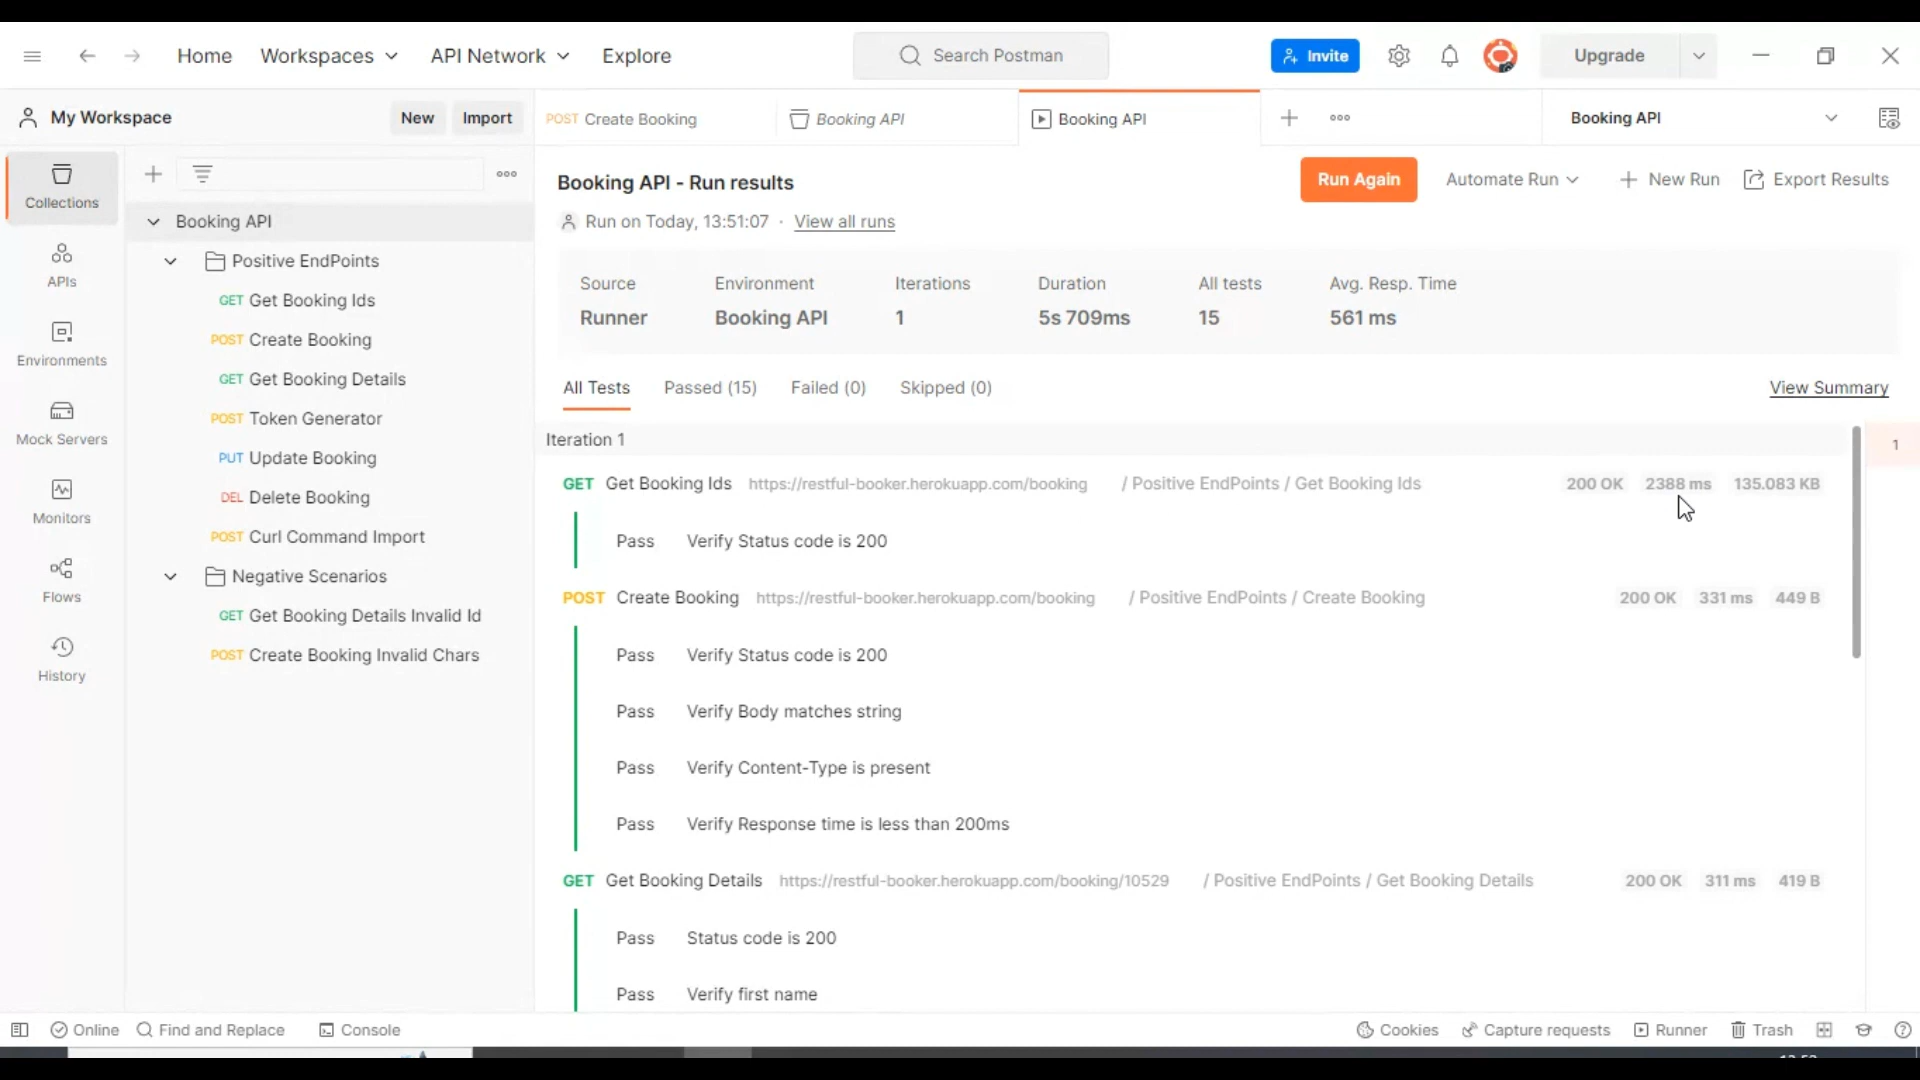 Home Workspaces API Network Explore Search Postman Invite Upgrade
My Workspace New Import POST Create Booking Booking API Booking API Booking API
Collections
APIs
Environments
Mock Servers
Monitors
Flows
History
Booking API
Positive EndPoints
GET Get Booking Ids
POST Create Booking
GET Get Booking Details
POST Token Generator
PUT Update Booking
DEL Delete Booking
POST Curl Command Import
Negative Scenarios
GET Get Booking Details Invalid Id
POST Create Booking Invalid Chars
Booking API - Run results Run Again Automate Run New Run Export Results
Run on Today, 13:51:07 · View all runs
Source Environment Iterations Duration All tests Avg. Resp. Time
Runner Booking API 1 5s 709ms 15 561 ms
All Tests Passed (15) Failed (0) Skipped (0) View Summary
Iteration 1 1
GET Get Booking Ids https://restful-booker.herokuapp.com/booking / Positive EndPoints / Get Booking Ids 200 OK 2388 ms 135.083 KB
Pass Verify Status code is 200
POST Create Booking https://restful-booker.herokuapp.com/booking / Positive EndPoints / Create Booking 200 OK 331 ms 449 B
Pass Verify Status code is 200
Pass Verify Body matches string
Pass Verify Content-Type is present
Pass Verify Response time is less than 200ms
GET Get Booking Details https://restful-booker.herokuapp.com/booking/10529 / Positive EndPoints / Get Booking Details 200 OK 311 ms 419 B
Pass Status code is 200
Pass Verify first name
Online Find and Replace Console Cookies Capture requests Runner Trash